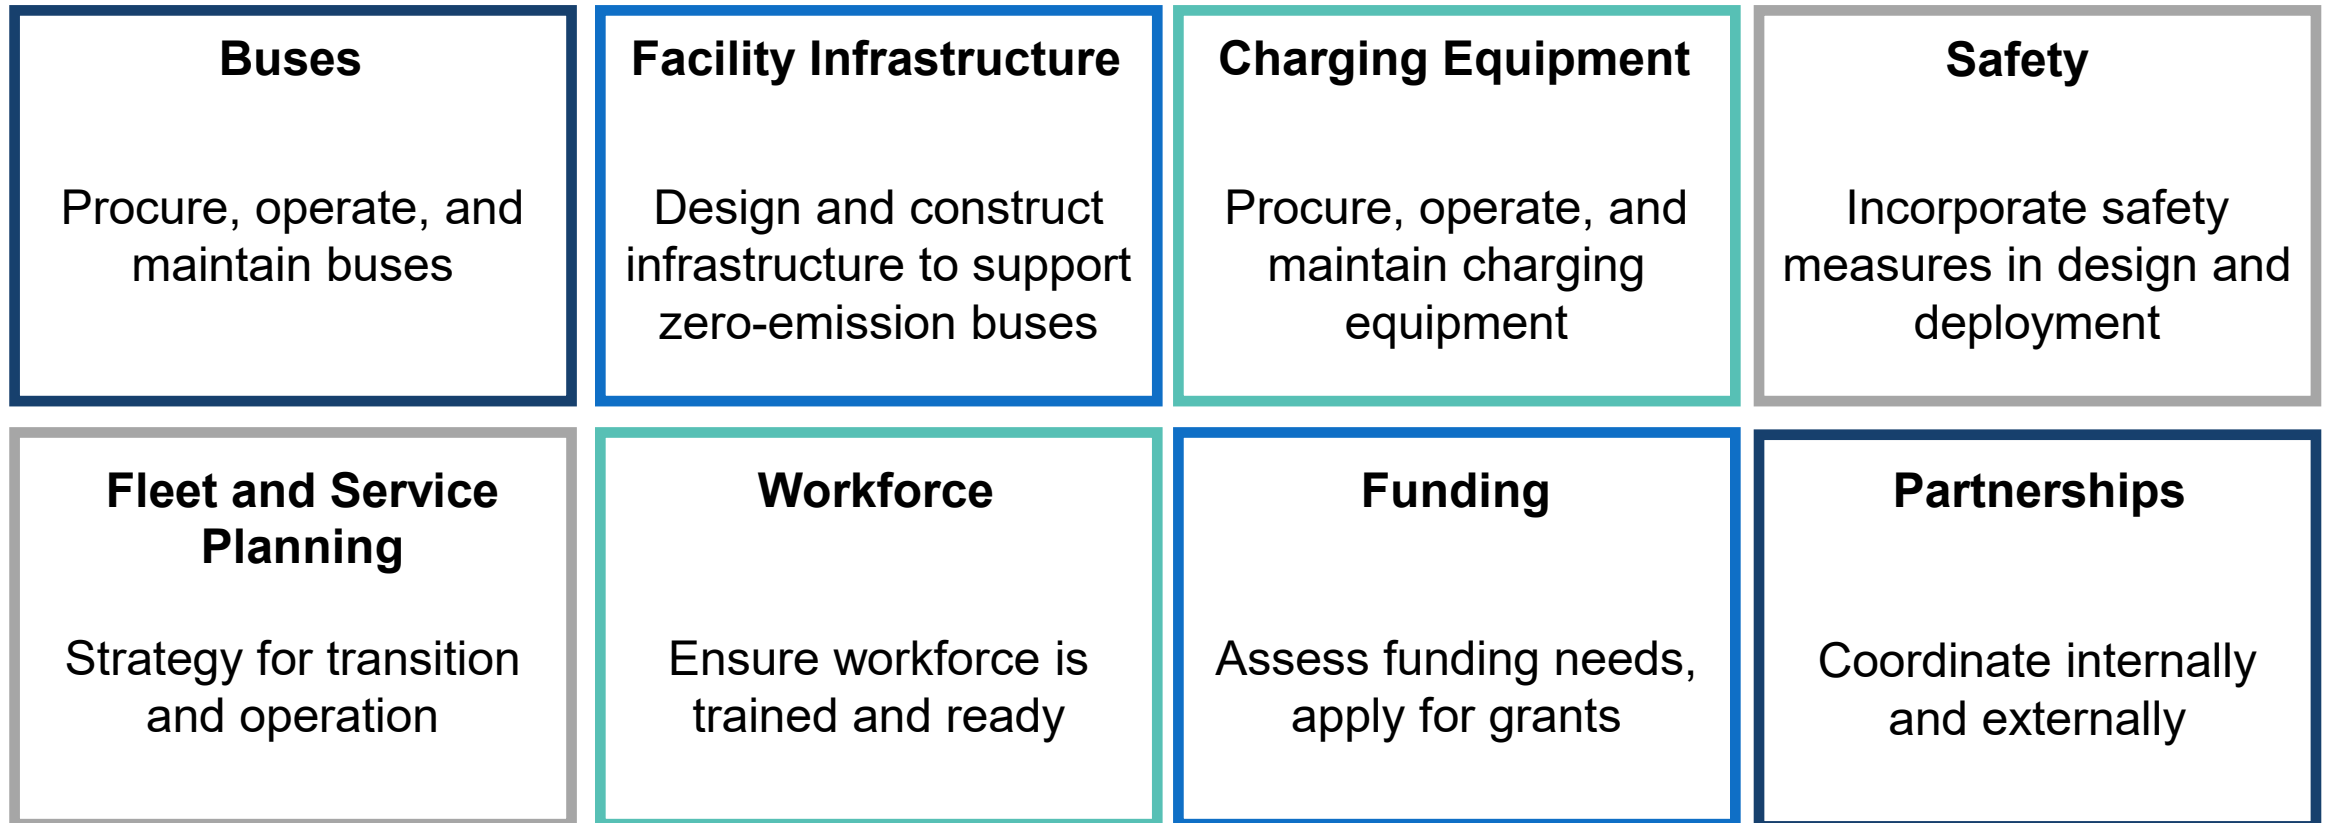 Buses
Procure, operate, and
maintain buses
Facility Infrastructure
Design and construct
infrastructure to support
zero-emission buses
Charging Equipment
Procure, operate, and
maintain charging
equipment
Safety
Incorporate safety
measures in design and
deployment
Fleet and Service
Planning
Strategy for transition
and operation
Workforce
Ensure workforce is
trained and ready
Funding
Assess funding needs,
apply for grants
Partnerships
Coordinate internally
and externally